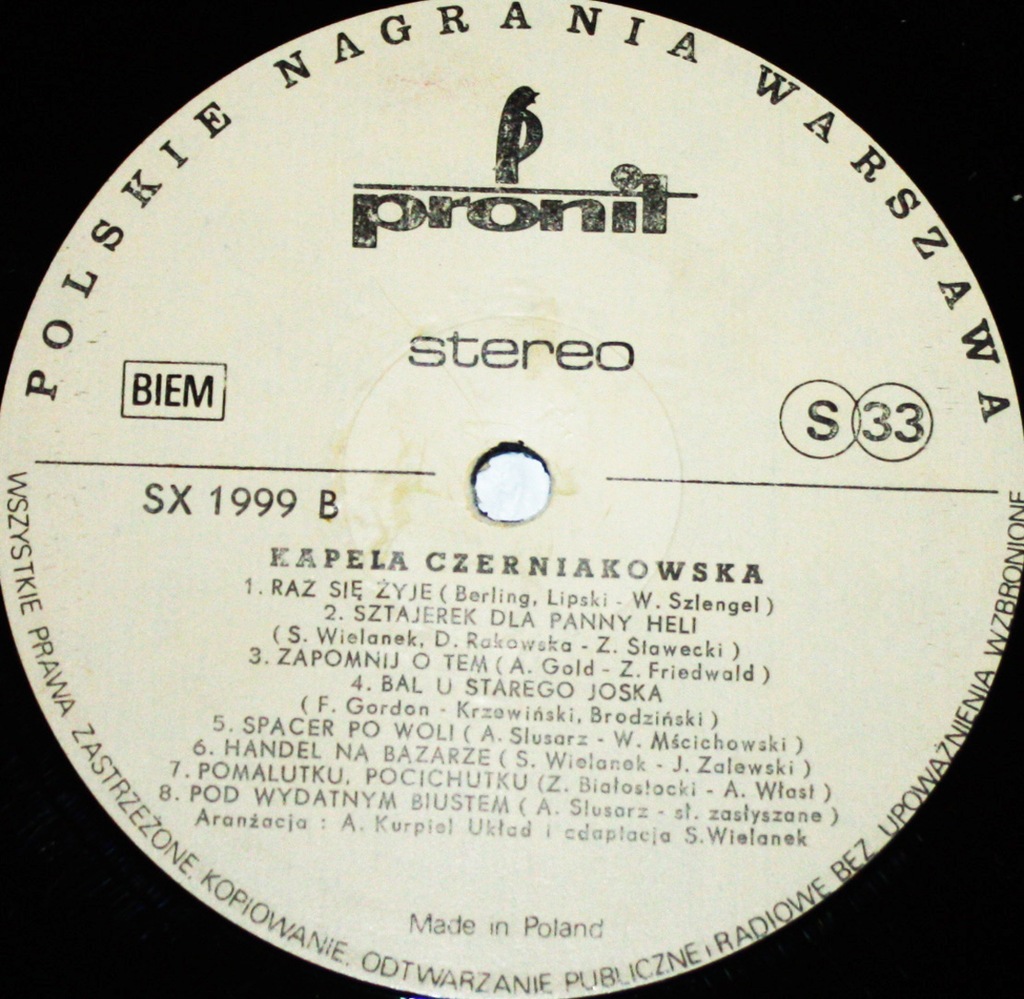 POLSKIE NAGRANIA WARSZAWA
pronit
stereo
BIEM
S 33
SX 1999 B
KAPELA CZERNIAKOWSKA
1. RAZ SIĘ ŻYJE ( Berling, Lipski - W. Szlengel )
2. SZTAJEREK DLA PANNY HELI
( S. Wielanek, D. Rakowska - Z. Sławecki )
3. ZAPOMNIJ O TEM ( A. Gold - Z. Friedwald )
4. BAL U STAREGO JOSKA
( F. Gordon - Krzewiński, Brodziński )
5. SPACER PO WOLI ( A. Slusarz - W. Mścichowski )
6. HANDEL NA BAZARZE ( S. Wielanek - J. Zalewski )
7. POMALUTKU, POCICHUTKU (Z. Białostocki - A. Włast )
8. POD WYDATNYM BIUSTEM ( A. Slusarz - sł. zasłyszane )
Aranżacja : A. Kurpiel Układ i adaptacja S. Wielanek
Made in Poland
WSZYSTKIE PRAWA ZASTRZEŻONE. KOPIOWANIE. ODTWARZANIE PUBLICZNE i RADIOWE BEZ UPOWAŻNIENIA WZBRONIONE